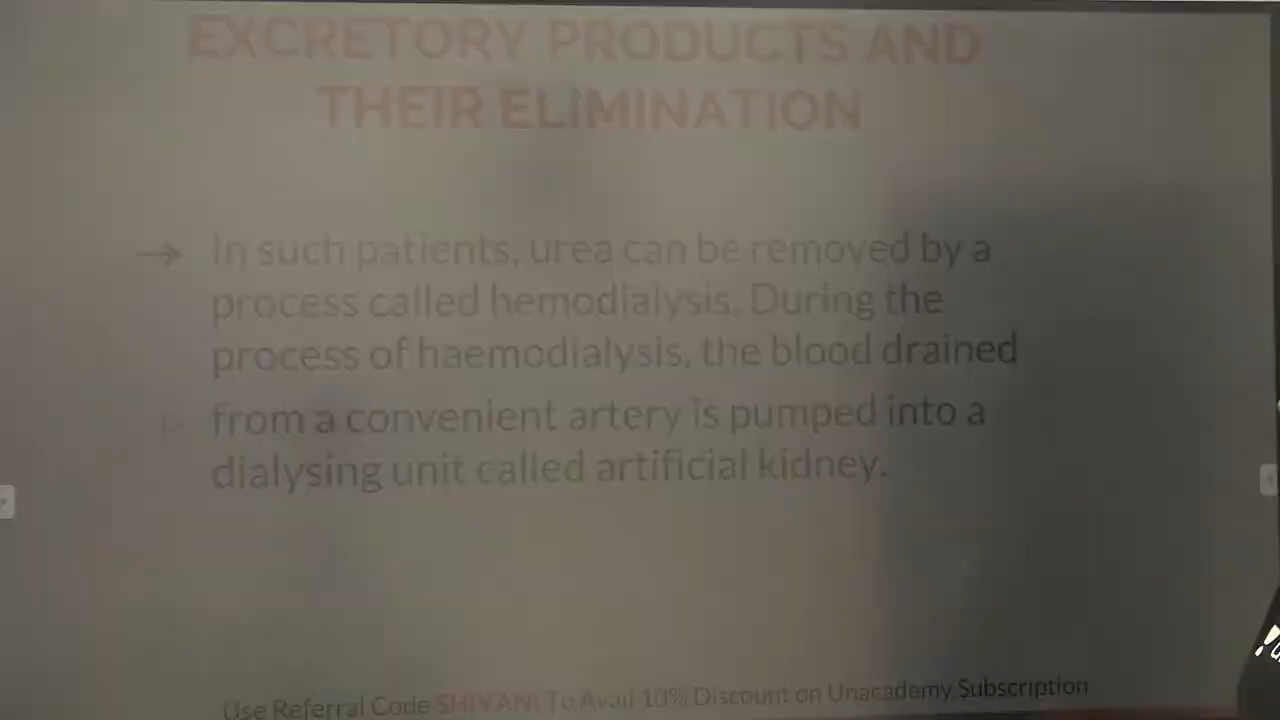 EXCRETORY PRODUCTS AND
THEIR ELIMINATION
→ In such patients, urea can be removed by a
process called hemodialysis. During the
process of haemodialysis, the blood drained
from a convenient artery is pumped into a
dialysing unit called artificial kidney.
Use Referral Code SHIVANI To Avail 10% Discount on Unacademy Subscription